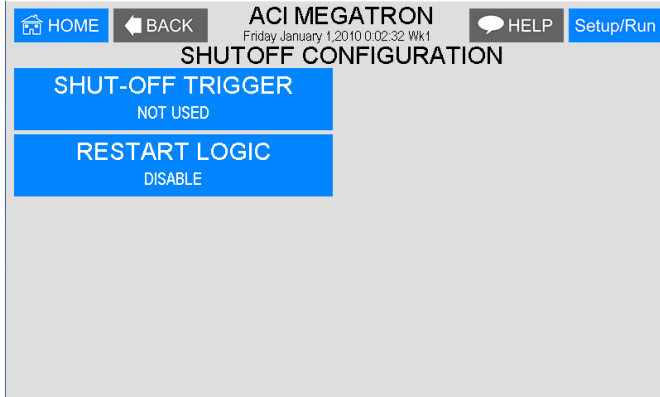 HOME
BACK
ACI MEGATRON
Friday January 1,2010 0:02:32 Wk1
HELP
Setup/Run
SHUTOFF CONFIGURATION
SHUT-OFF TRIGGER
NOT USED
RESTART LOGIC
DISABLE